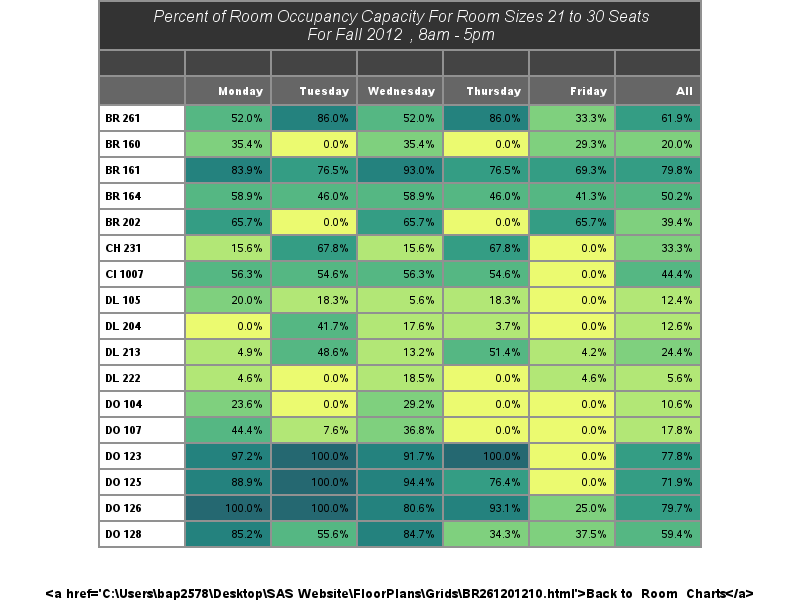 Percent of Room Occupancy Capacity For Room Sizes 21 to 30 Seats
For Fall 2012 , 8am - 5pm
Monday Tuesday Wednesday Thursday Friday All
BR 261 52.0% 86.0% 52.0% 86.0% 33.3% 61.9%
BR 160 35.4% 0.0% 35.4% 0.0% 29.3% 20.0%
BR 161 83.9% 76.5% 93.0% 76.5% 69.3% 79.8%
BR 164 58.9% 46.0% 58.9% 46.0% 41.3% 50.2%
BR 202 65.7% 0.0% 65.7% 0.0% 65.7% 39.4%
CH 231 15.6% 67.8% 15.6% 67.8% 0.0% 33.3%
CI 1007 56.3% 54.6% 56.3% 54.6% 0.0% 44.4%
DL 105 20.0% 18.3% 5.6% 18.3% 0.0% 12.4%
DL 204 0.0% 41.7% 17.6% 3.7% 0.0% 12.6%
DL 213 4.9% 48.6% 13.2% 51.4% 4.2% 24.4%
DL 222 4.6% 0.0% 18.5% 0.0% 4.6% 5.6%
DO 104 23.6% 0.0% 29.2% 0.0% 0.0% 10.6%
DO 107 44.4% 7.6% 36.8% 0.0% 0.0% 17.8%
DO 123 97.2% 100.0% 91.7% 100.0% 0.0% 77.8%
DO 125 88.9% 100.0% 94.4% 76.4% 0.0% 71.9%
DO 126 100.0% 100.0% 80.6% 93.1% 25.0% 79.7%
DO 128 85.2% 55.6% 84.7% 34.3% 37.5% 59.4%
<a href='C:\Users\bap2578\Desktop\SAS Website\FloorPlans\Grids\BR261201210.html'>Back to Room Charts</a>